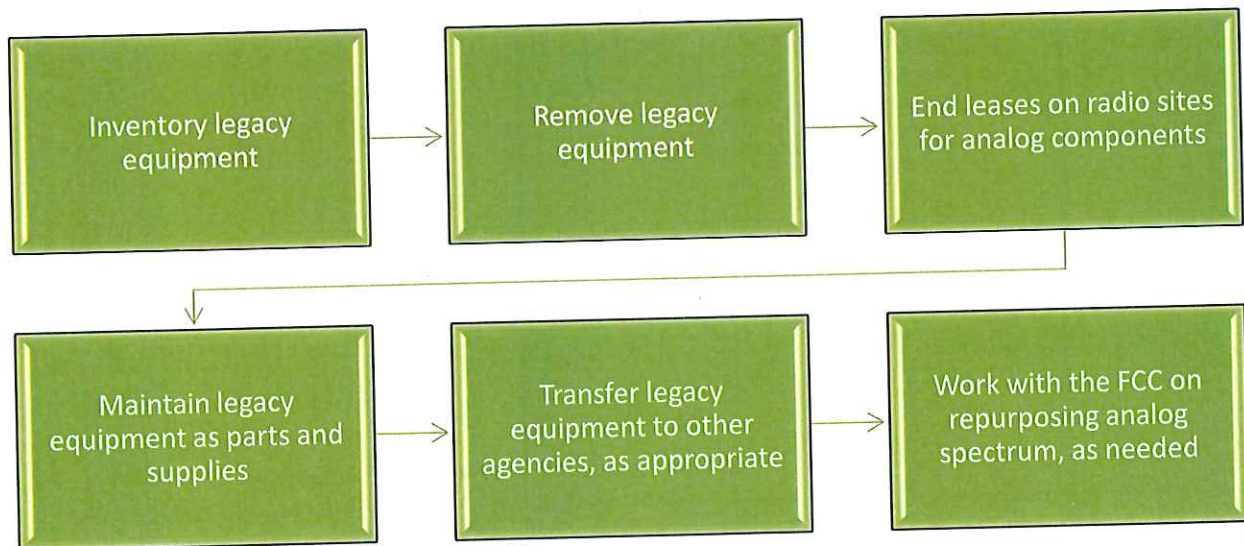 Inventory legacy
equipment
Remove legacy
equipment
End leases on radio sites
for analog components
Maintain legacy
equipment as parts and
supplies
Transfer legacy
equipment to other
agencies, as appropriate
Work with the FCC on
repurposing analog
spectrum, as needed